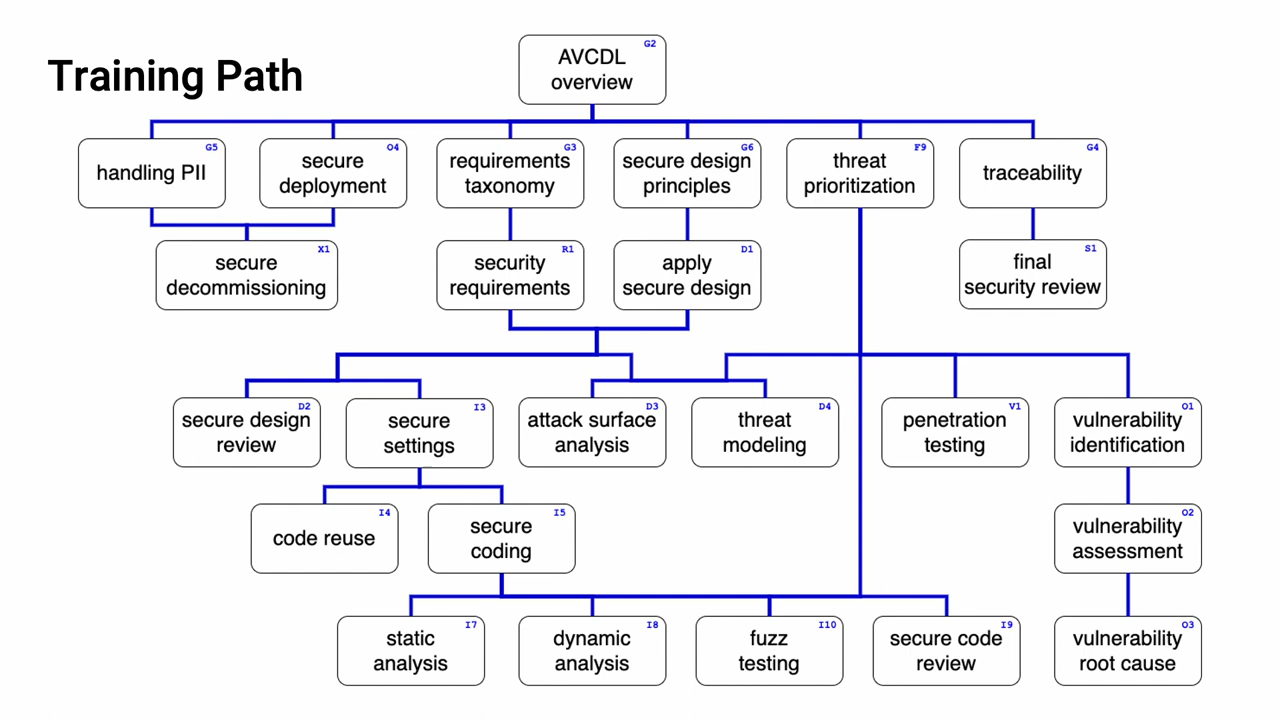 Training Path
G2
AVCDL
overview
G5
handling PII
O4
secure
deployment
G3
requirements
taxonomy
G6
secure design
principles
F9
threat
prioritization
G4
traceability
X1
secure
decommissioning
R1
security
requirements
D1
apply
secure design
S1
final
security review
D2
secure design
review
I3
secure
settings
D3
attack surface
analysis
D4
threat
modeling
V1
penetration
testing
O1
vulnerability
identification
I4
code reuse
I5
secure
coding
O2
vulnerability
assessment
I7
static
analysis
I8
dynamic
analysis
I10
fuzz
testing
I9
secure code
review
O3
vulnerability
root cause